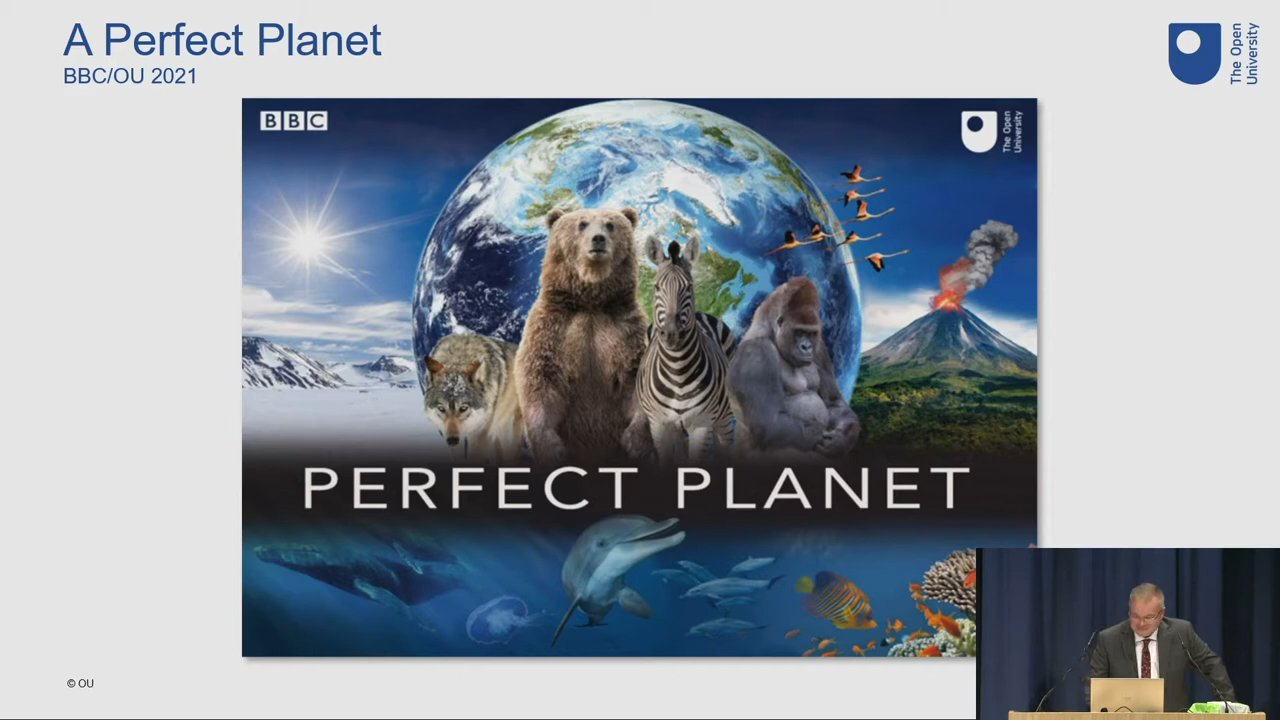 A Perfect Planet
BBC/OU 2021
The Open
University
BBC
The Open
University
PERFECT PLANET
© OU